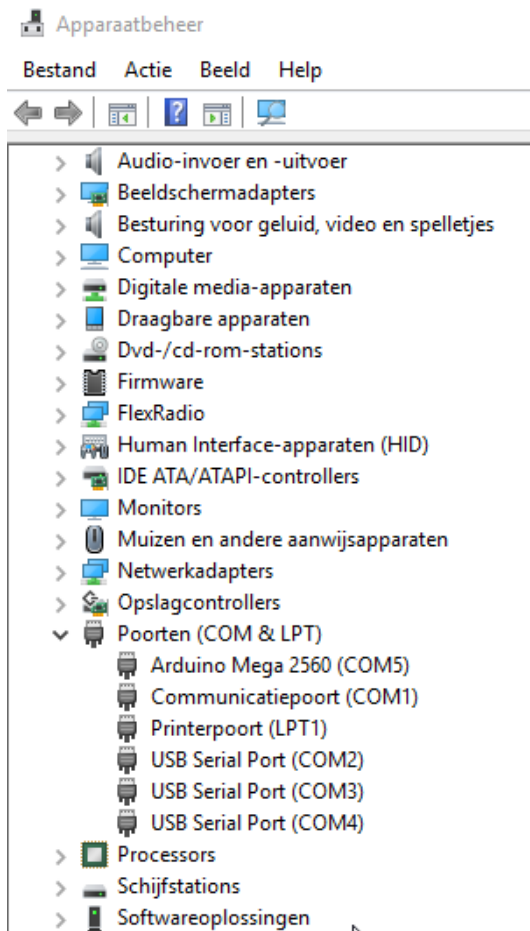 Apparaatbeheer
Bestand Actie Beeld Help
Audio-invoer en -uitvoer
Beeldschermadapters
Besturing voor geluid, video en spelletjes
Computer
Digitale media-apparaten
Draagbare apparaten
Dvd-/cd-rom-stations
Firmware
FlexRadio
Human Interface-apparaten (HID)
IDE ATA/ATAPI-controllers
Monitors
Muizen en andere aanwijsapparaten
Netwerkadapters
Opslagcontrollers
Poorten (COM & LPT)
Arduino Mega 2560 (COM5)
Communicatiepoort (COM1)
Printerpoort (LPT1)
USB Serial Port (COM2)
USB Serial Port (COM3)
USB Serial Port (COM4)
Processors
Schijfstations
Softwareoplossingen